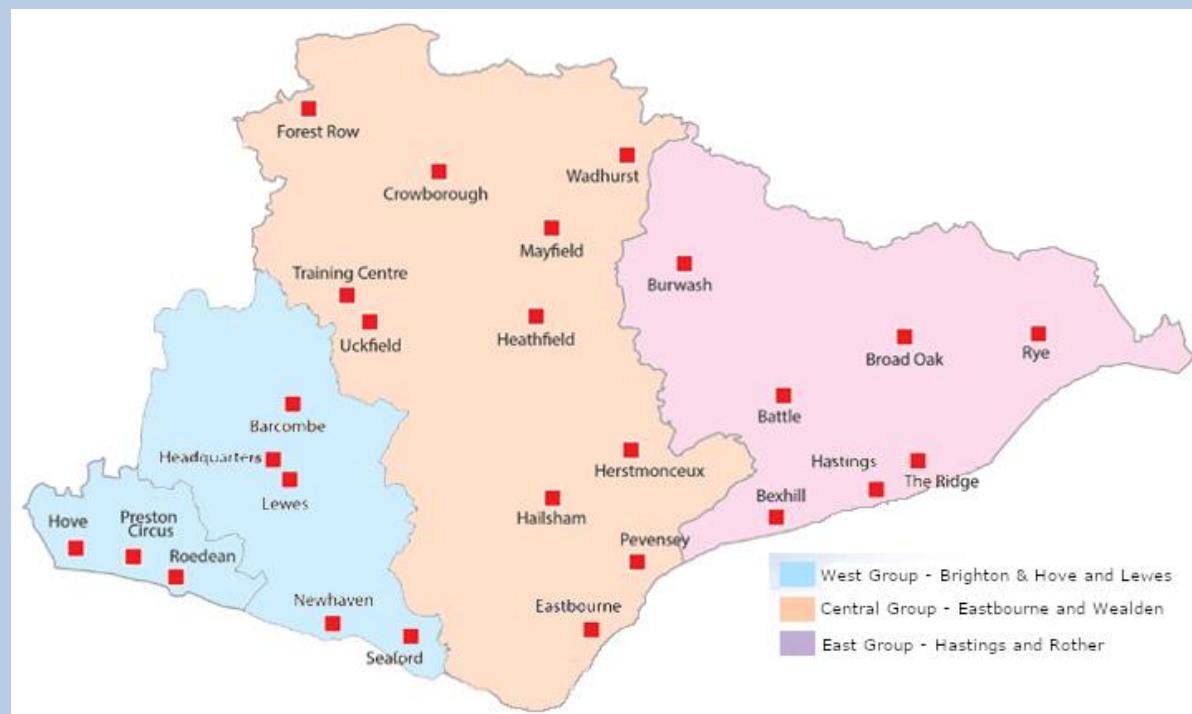 Forest Row
Wadhurst
Crowborough
Mayfield
Training Centre
Burwash
Uckfield
Heathfield
Broad Oak
Rye
Battle
Barcombe
Headquarters
Herstmonceux
Hastings
The Ridge
Lewes
Bexhill
Hailsham
Hove
Preston
Circus
Roedean
Pevensey
Newhaven
Eastbourne
Seaford
West Group - Brighton & Hove and Lewes
Central Group - Eastbourne and Wealden
East Group - Hastings and Rother